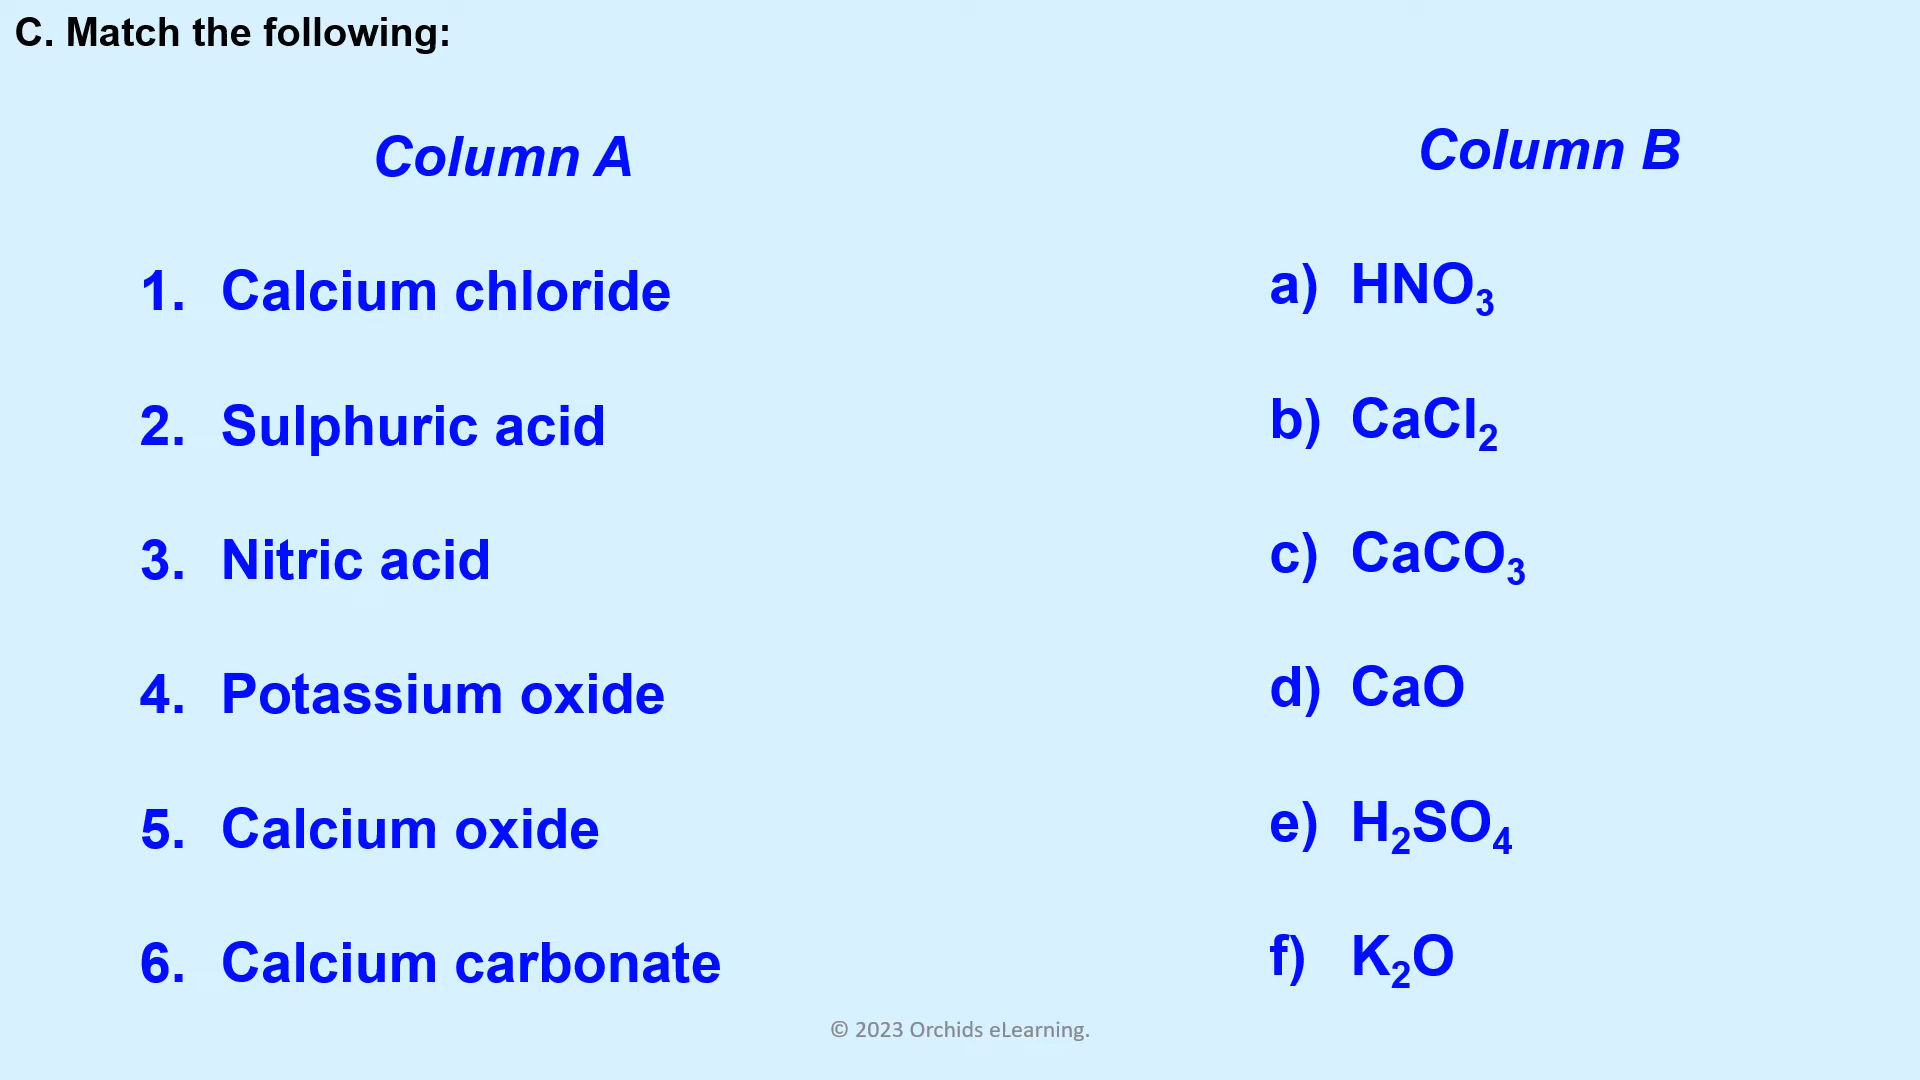 C. Match the following:
Column A
1. Calcium chloride
2. Sulphuric acid
3. Nitric acid
4. Potassium oxide
5. Calcium oxide
6. Calcium carbonate
Column B
a) HNO₃
b) CaCl₂
c) CaCO₃
d) CaO
e) H₂SO₄
f) K₂O
© 2023 Orchids eLearning.